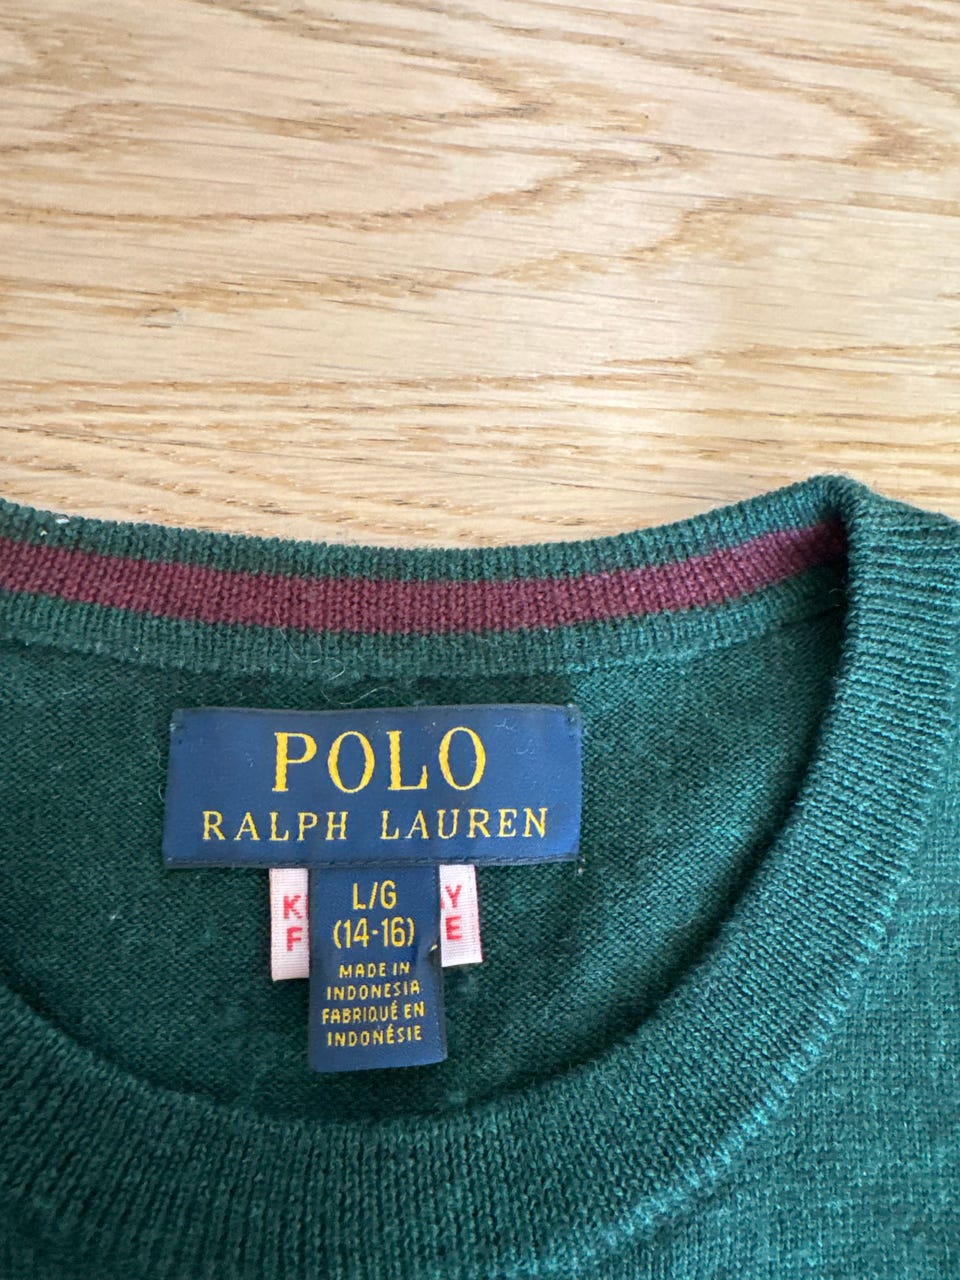 POLO
RALPH LAUREN
L/G
(14-16)
MADE IN
INDONESIA
FABRIQUÉ EN
INDONÉSIE